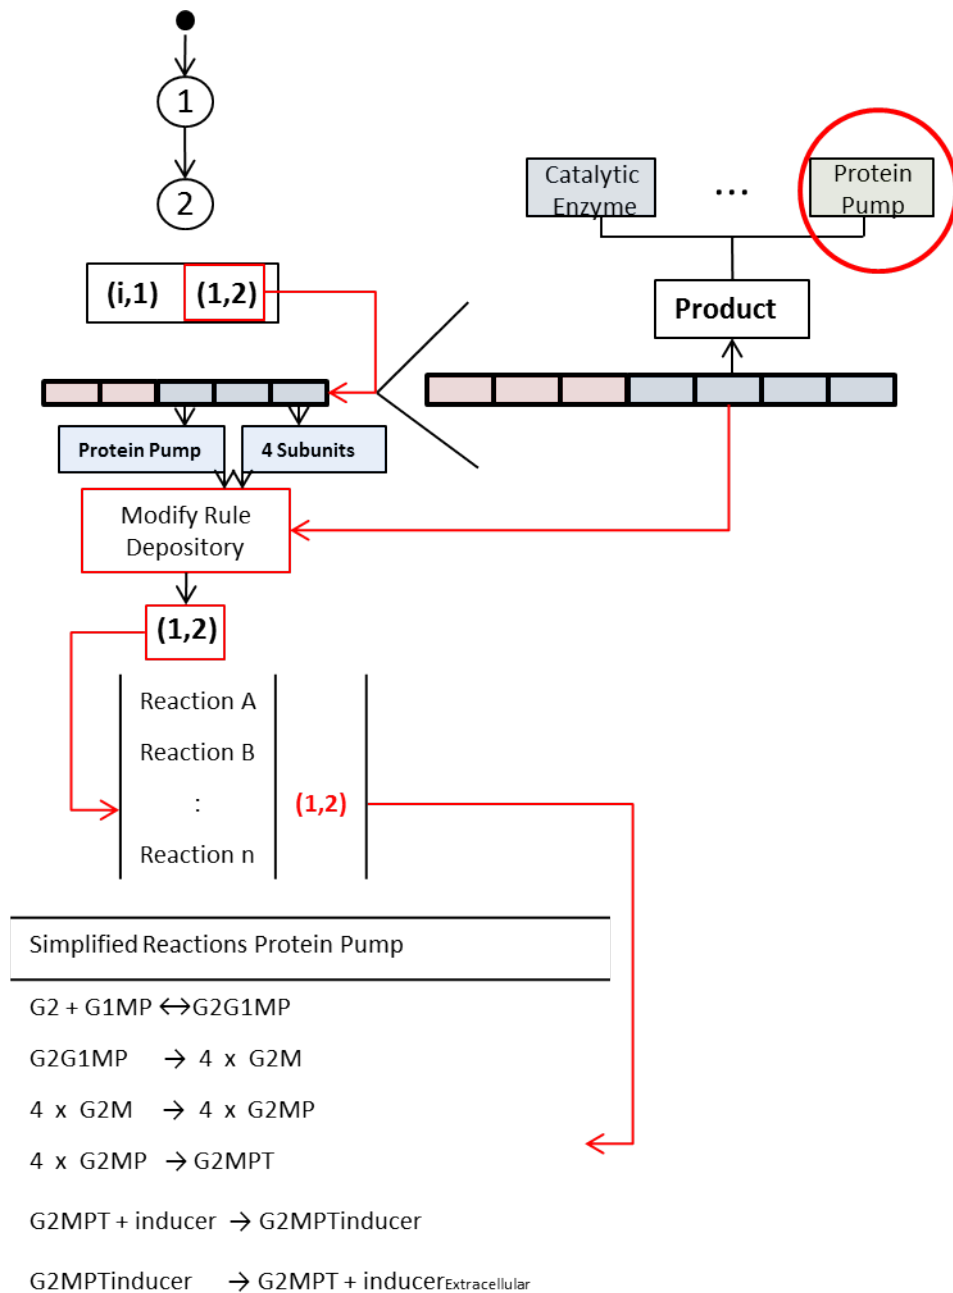 1
2
Catalytic
Enzyme
...
Protein
Pump
(i,1) (1,2)
Product
Protein Pump
4 Subunits
Modify Rule
Depository
(1,2)
Reaction A
Reaction B
:
(1,2)
Reaction n
Simplified Reactions Protein Pump
G2 + G1MP ↔ G2G1MP
G2G1MP → 4 x G2M
4 x G2M → 4 x G2MP
4 x G2MP → G2MPT
G2MPT + inducer → G2MPTinducer
G2MPTinducer → G2MPT + inducerExtracellular